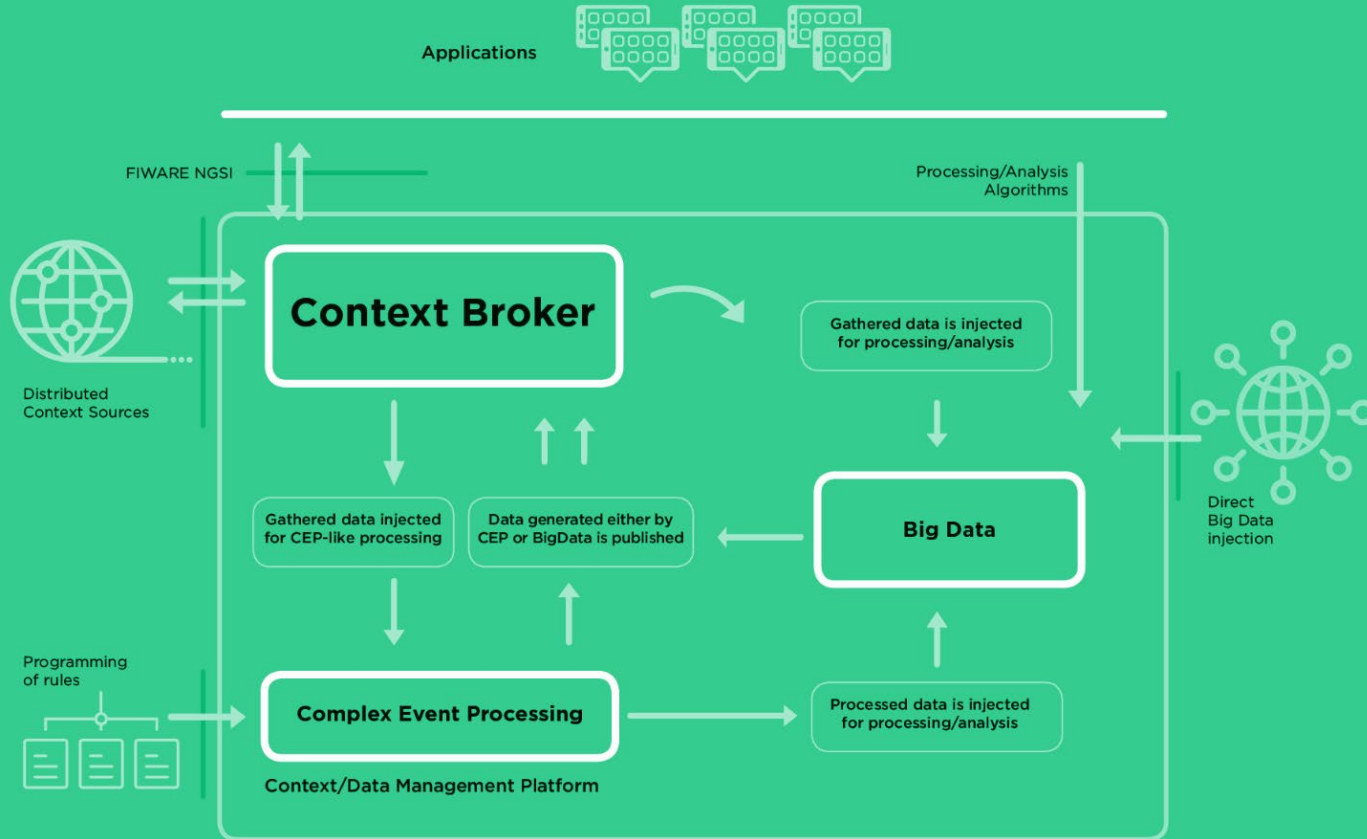 Applications
FIWARE NGSI
Processing/Analysis
Algorithms
Context Broker
Gathered data is injected
for processing/analysis
Distributed
Context Sources
Gathered data injected
for CEP-like processing
Data generated either by
CEP or BigData is published
Big Data
Direct
Big Data
injection
Programming
of rules
Complex Event Processing
Processed data is injected
for processing/analysis
Context/Data Management Platform